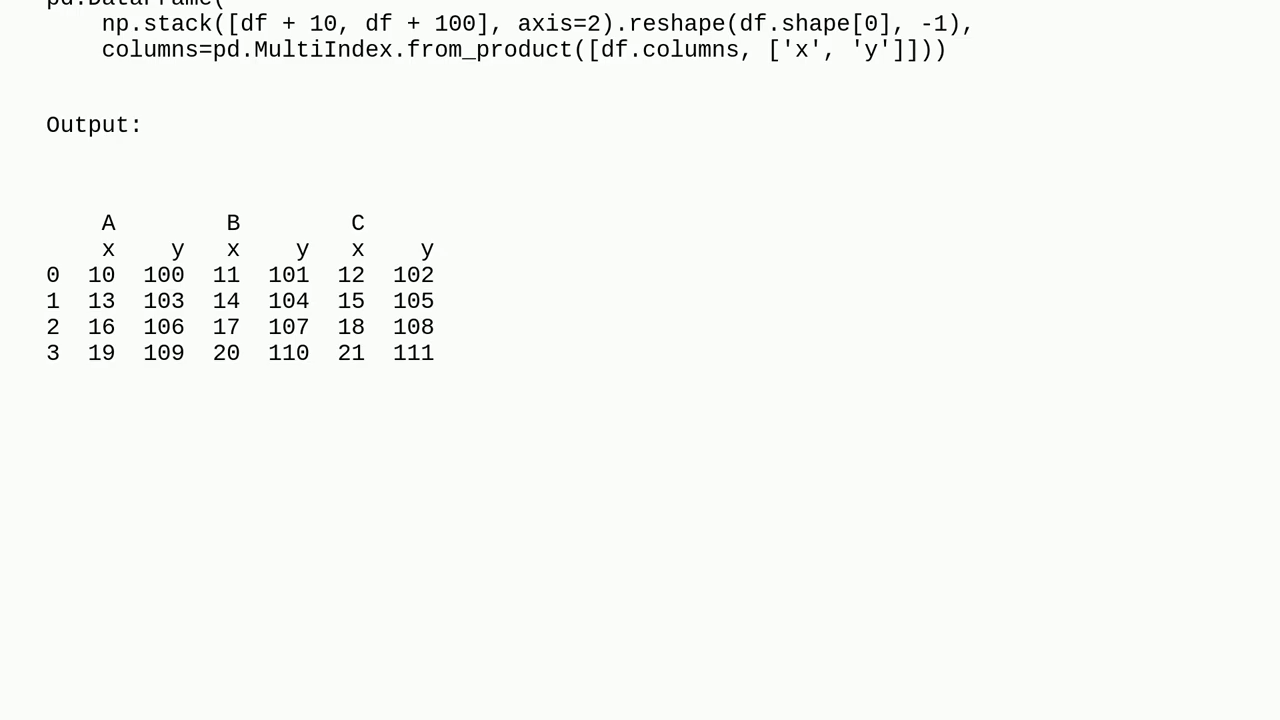 pd.DataFrame(
    np.stack([df + 10, df + 100], axis=2).reshape(df.shape[0], -1),
    columns=pd.MultiIndex.from_product([df.columns, ['x', 'y']]))
Output:
    A        B        C
    x    y   x    y   x    y
0  10  100  11  101  12  102
1  13  103  14  104  15  105
2  16  106  17  107  18  108
3  19  109  20  110  21  111